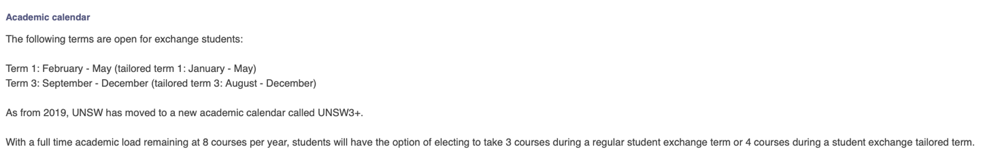 Academic calendar
The following terms are open for exchange students:
Term 1: February - May (tailored term 1: January - May)
Term 3: September - December (tailored term 3: August - December)
As from 2019, UNSW has moved to a new academic calendar called UNSW3+.
With a full time academic load remaining at 8 courses per year, students will have the option of electing to take 3 courses during a regular student exchange term or 4 courses during a student exchange tailored term.